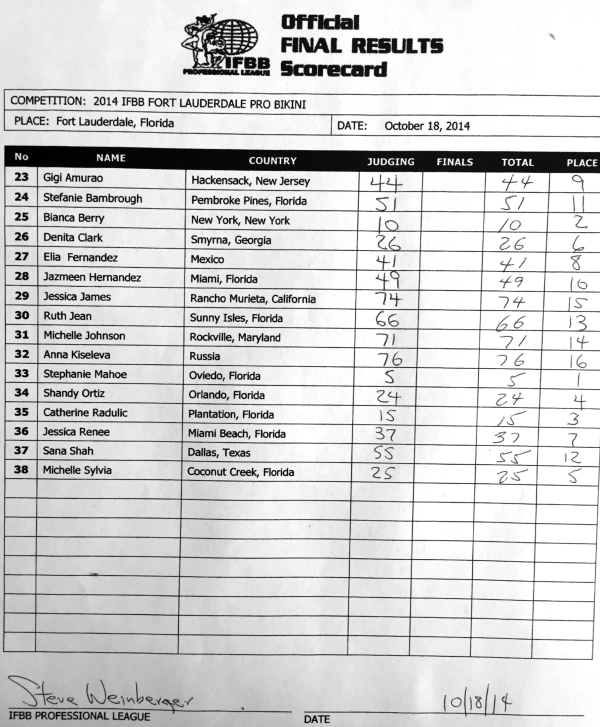 IFBB
PROFESSIONAL LEAGUE
Official
FINAL RESULTS
Scorecard
COMPETITION: 2014 IFBB FORT LAUDERDALE PRO BIKINI
PLACE: Fort Lauderdale, Florida DATE: October 18, 2014
No NAME COUNTRY JUDGING FINALS TOTAL PLACE
23 Gigi Amurao Hackensack, New Jersey 44 44 9
24 Stefanie Bambrough Pembroke Pines, Florida 51 51 11
25 Bianca Berry New York, New York 10 10 2
26 Denita Clark Smyrna, Georgia 26 26 6
27 Elia Fernandez Mexico 41 41 8
28 Jazmeen Hernandez Miami, Florida 49 49 10
29 Jessica James Rancho Murieta, California 74 74 15
30 Ruth Jean Sunny Isles, Florida 66 66 13
31 Michelle Johnson Rockville, Maryland 71 71 14
32 Anna Kiseleva Russia 76 76 16
33 Stephanie Mahoe Oviedo, Florida 5 5 1
34 Shandy Ortiz Orlando, Florida 24 24 4
35 Catherine Radulic Plantation, Florida 15 15 3
36 Jessica Renee Miami Beach, Florida 37 37 7
37 Sana Shah Dallas, Texas 55 55 12
38 Michelle Sylvia Coconut Creek, Florida 25 25 5
Steve Weinberger 10/18/14
IFBB PROFESSIONAL LEAGUE DATE